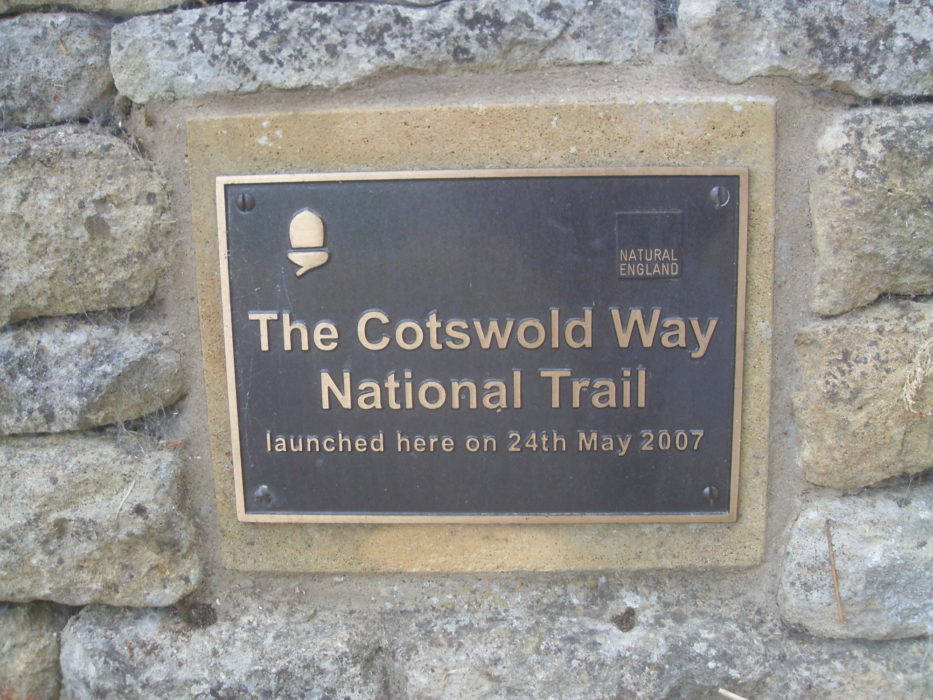 NATURAL
ENGLAND
The Cotswold Way
National Trail
launched here on 24th May 2007